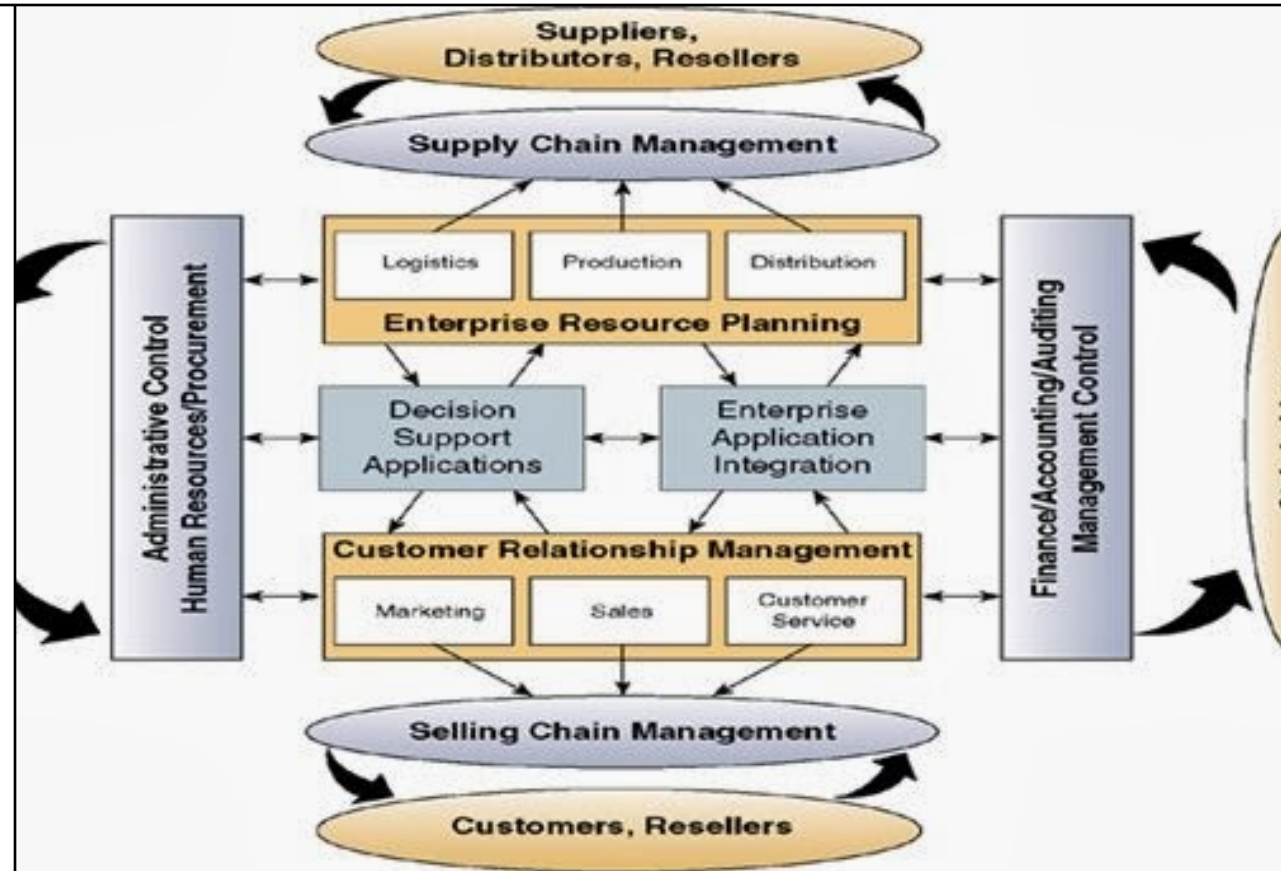 Suppliers,
Distributors, Resellers
Supply Chain Management
Logistics
Production
Distribution
Enterprise Resource Planning
Administrative Control
Human Resources/Procurement
Finance/Accounting/Auditing
Management Control
Decision
Support
Applications
Enterprise
Application
Integration
Customer Relationship Management
Marketing
Sales
Customer
Service
Selling Chain Management
Customers, Resellers